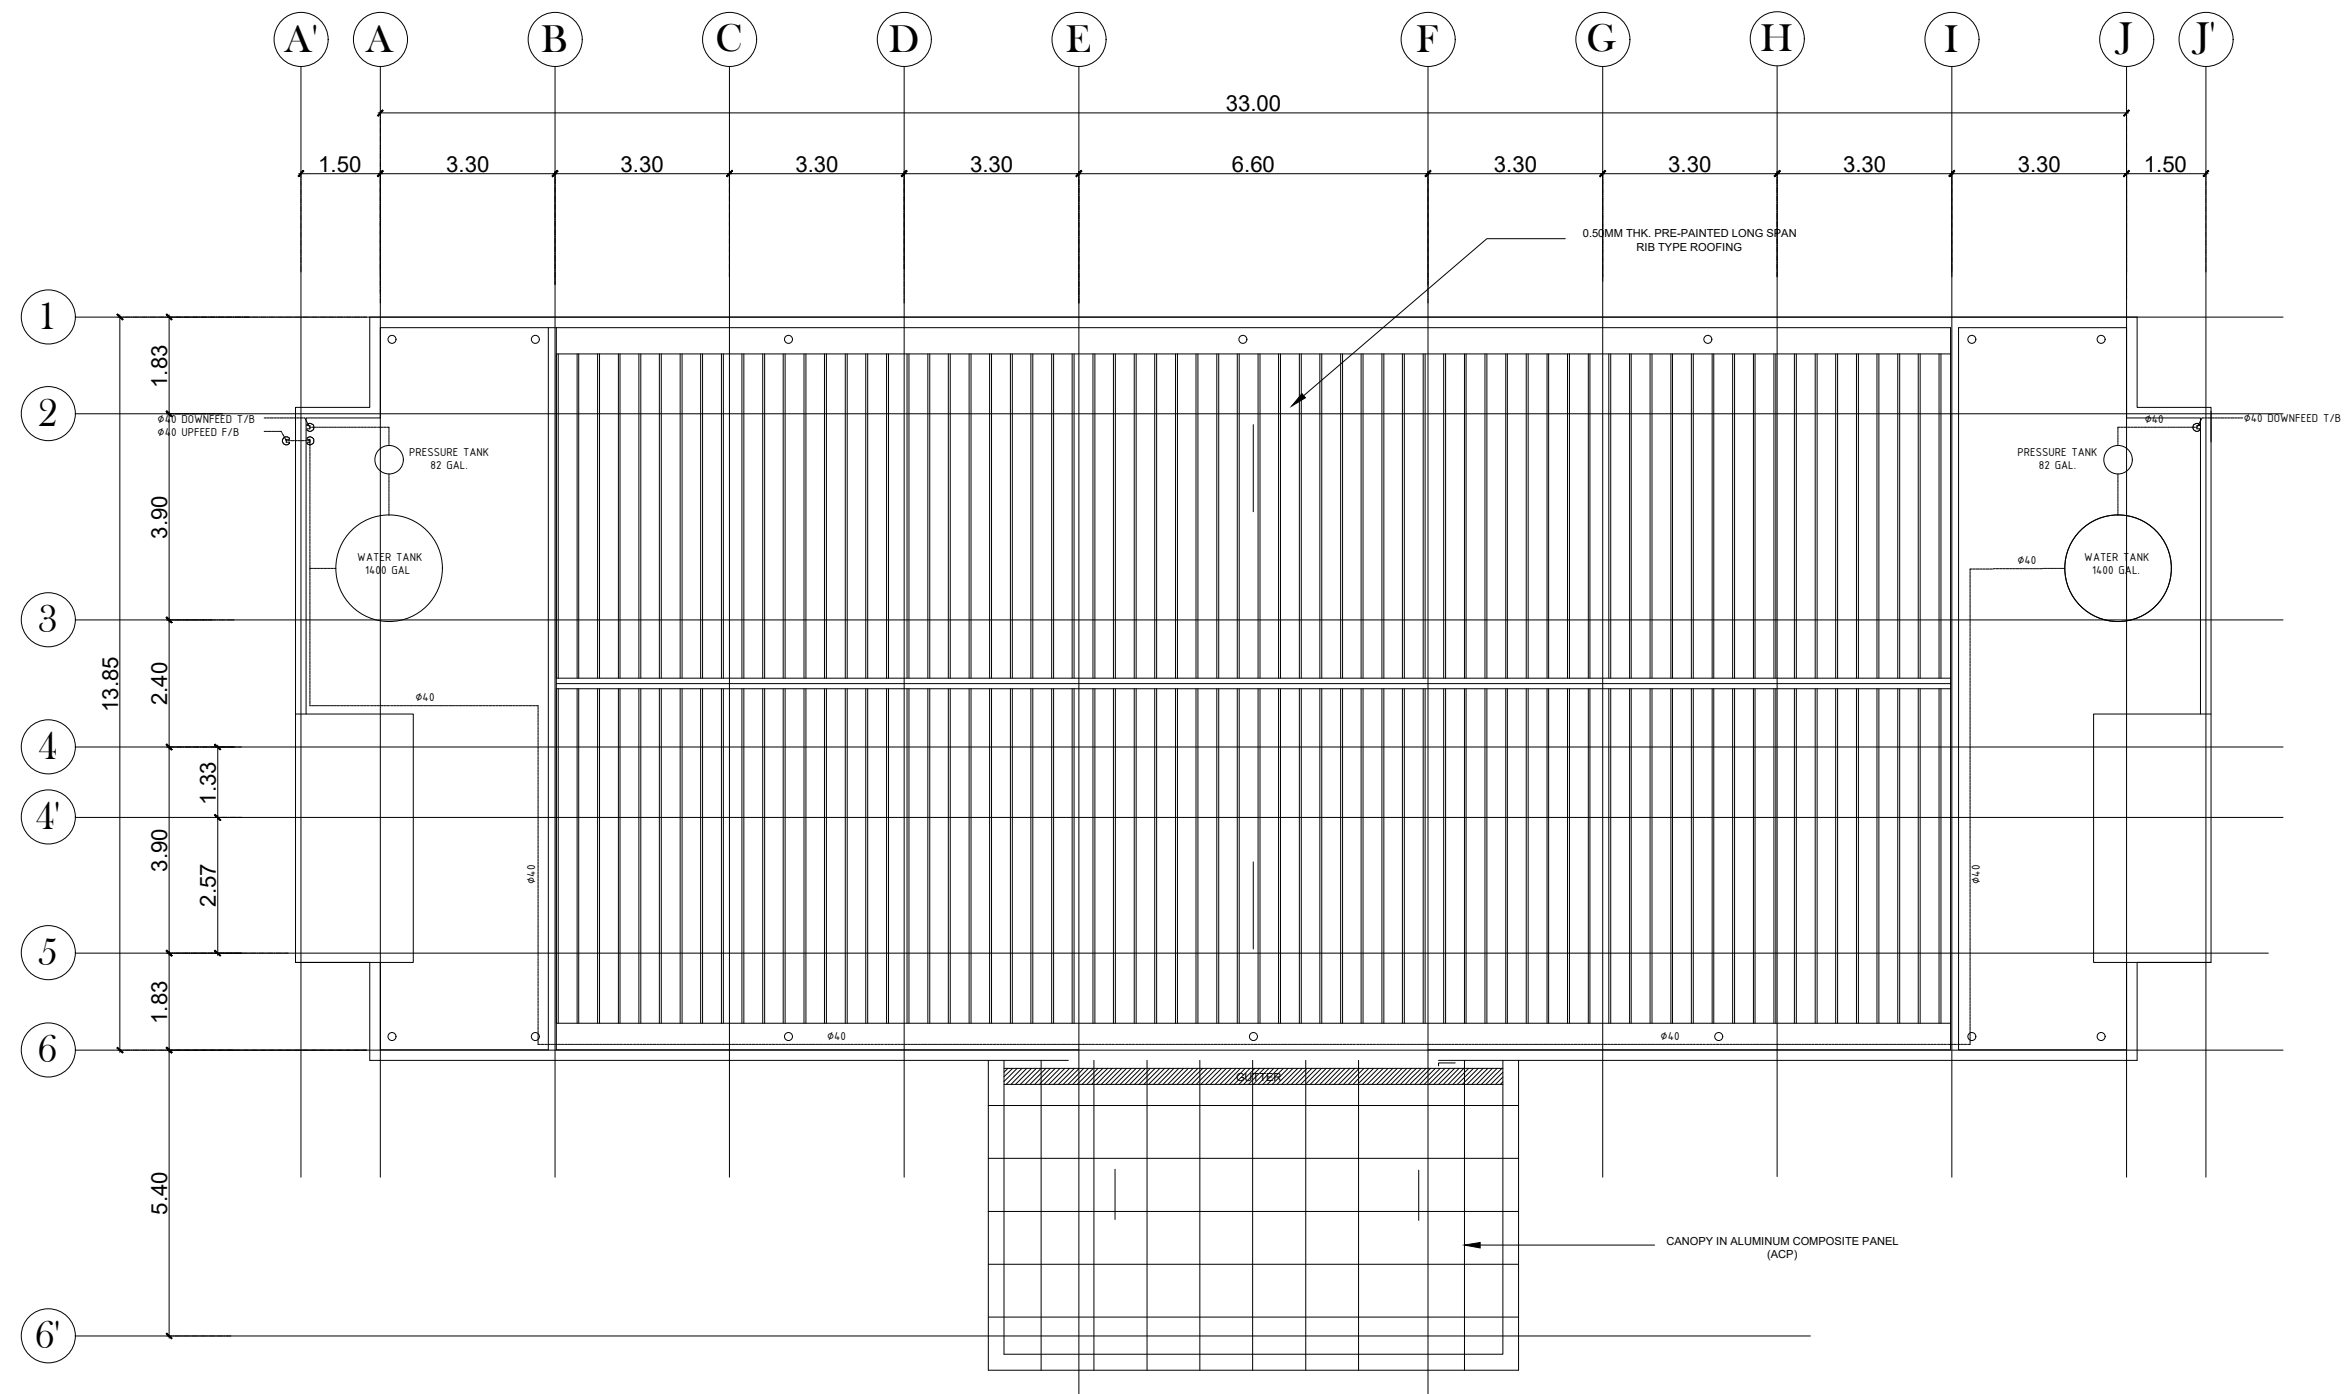 A' A B C D E F G H I J J'
33.00
1.50 3.30 3.30 3.30 3.30 6.60 3.30 3.30 3.30 3.30 1.50
0.50MM THK. PRE-PAINTED LONG SPAN
RIB TYPE ROOFING
1
1.83
2
Ø40 DOWNFEED T/B
Ø40 UPFEED F/B
Ø40
Ø40 DOWNFEED T/B
PRESSURE TANK
82 GAL.
PRESSURE TANK
82 GAL.
3.90
WATER TANK
1400 GAL
Ø40
WATER TANK
1400 GAL.
3
13.85
2.40
Ø40
4
1.33
4'
3.90
2.57
Ø40
Ø40
5
1.83
6
Ø40
Ø40
GUTTER
5.40
CANOPY IN ALUMINUM COMPOSITE PANEL
(ACP)
6'